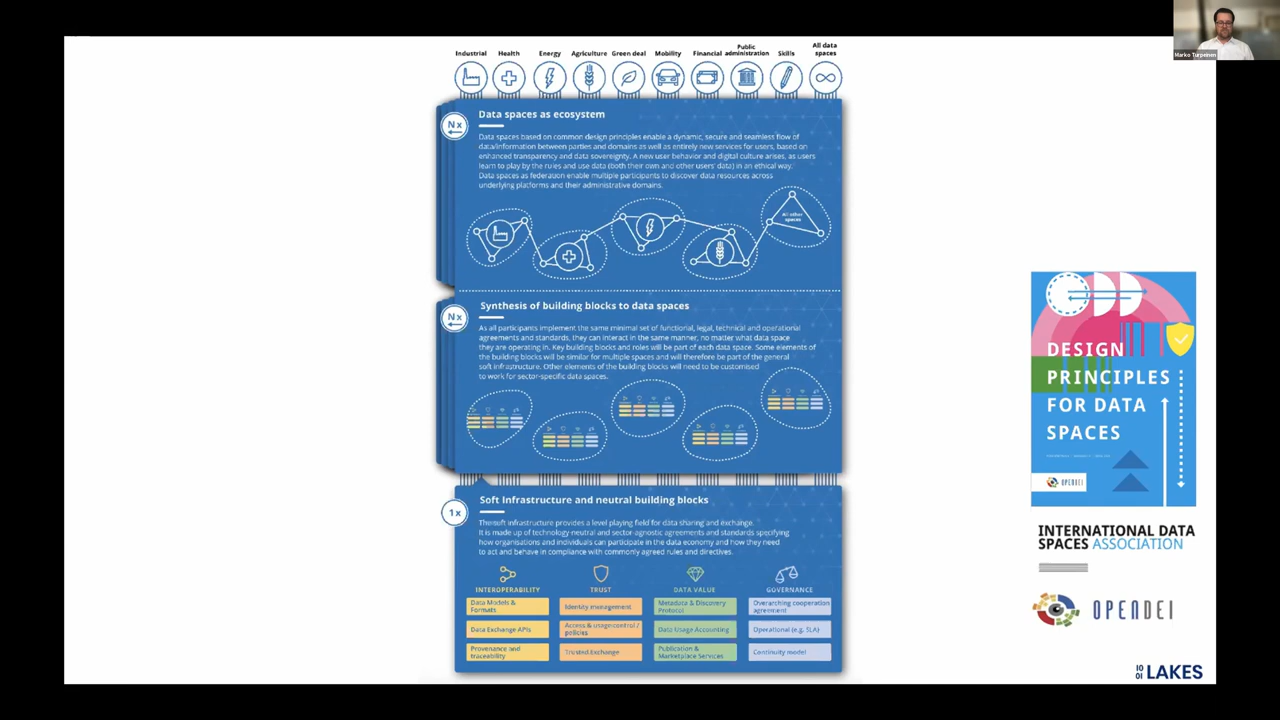 Marko Turpeinen
Industrial Health Energy Agriculture Green deal Mobility Financial Public administration Skills All data spaces
Nx
Data spaces as ecosystem
Data spaces based on common design principles enable a dynamic, secure and seamless flow of
data/information between parties and domains as well as entirely new services for users, based on
enhanced transparency and data sovereignty. A new user behavior and digital culture arises, as users
learn to play by the rules and use data (both their own and other users' data) in an ethical way.
Data spaces as federation enable multiple participants to discover data resources across
underlying platforms and their administrative domains.
All other
spaces
Nx
Synthesis of building blocks to data spaces
As all participants implement the same minimal set of functional, legal, technical and operational
agreements and standards, they can interact in the same manner, no matter what data space
they are operating in. Key building blocks and roles will be part of each data space. Some elements of
the building blocks will be similar for multiple spaces and will therefore be part of the general
soft infrastructure. Other elements of the building blocks will need to be customised
to work for sector-specific data spaces.
1x
Soft Infrastructure and neutral building blocks
The soft infrastructure provides a level playing field for data sharing and exchange.
It is made up of technology-neutral and sector-agnostic agreements and standards specifying
how organisations and individuals can participate in the data economy and how they need
to act and behave in compliance with commonly agreed rules and directives.
INTEROPERABILITY TRUST DATA VALUE GOVERNANCE
Data Models &
Formats
Identity management
Metadata & Discovery
Protocol
Overarching cooperation
agreement
Data Exchange APIs
Access & usage control /
policies
Data Usage Accounting
Operational (e.g. SLA)
Provenance and
traceability
Trusted Exchange
Publication &
Marketplace Services
Continuity model
DESIGN
PRINCIPLES
FOR DATA
SPACES
OPENDEI
INTERNATIONAL DATA
SPACES ASSOCIATION
OPENDEI
10
01 LAKES